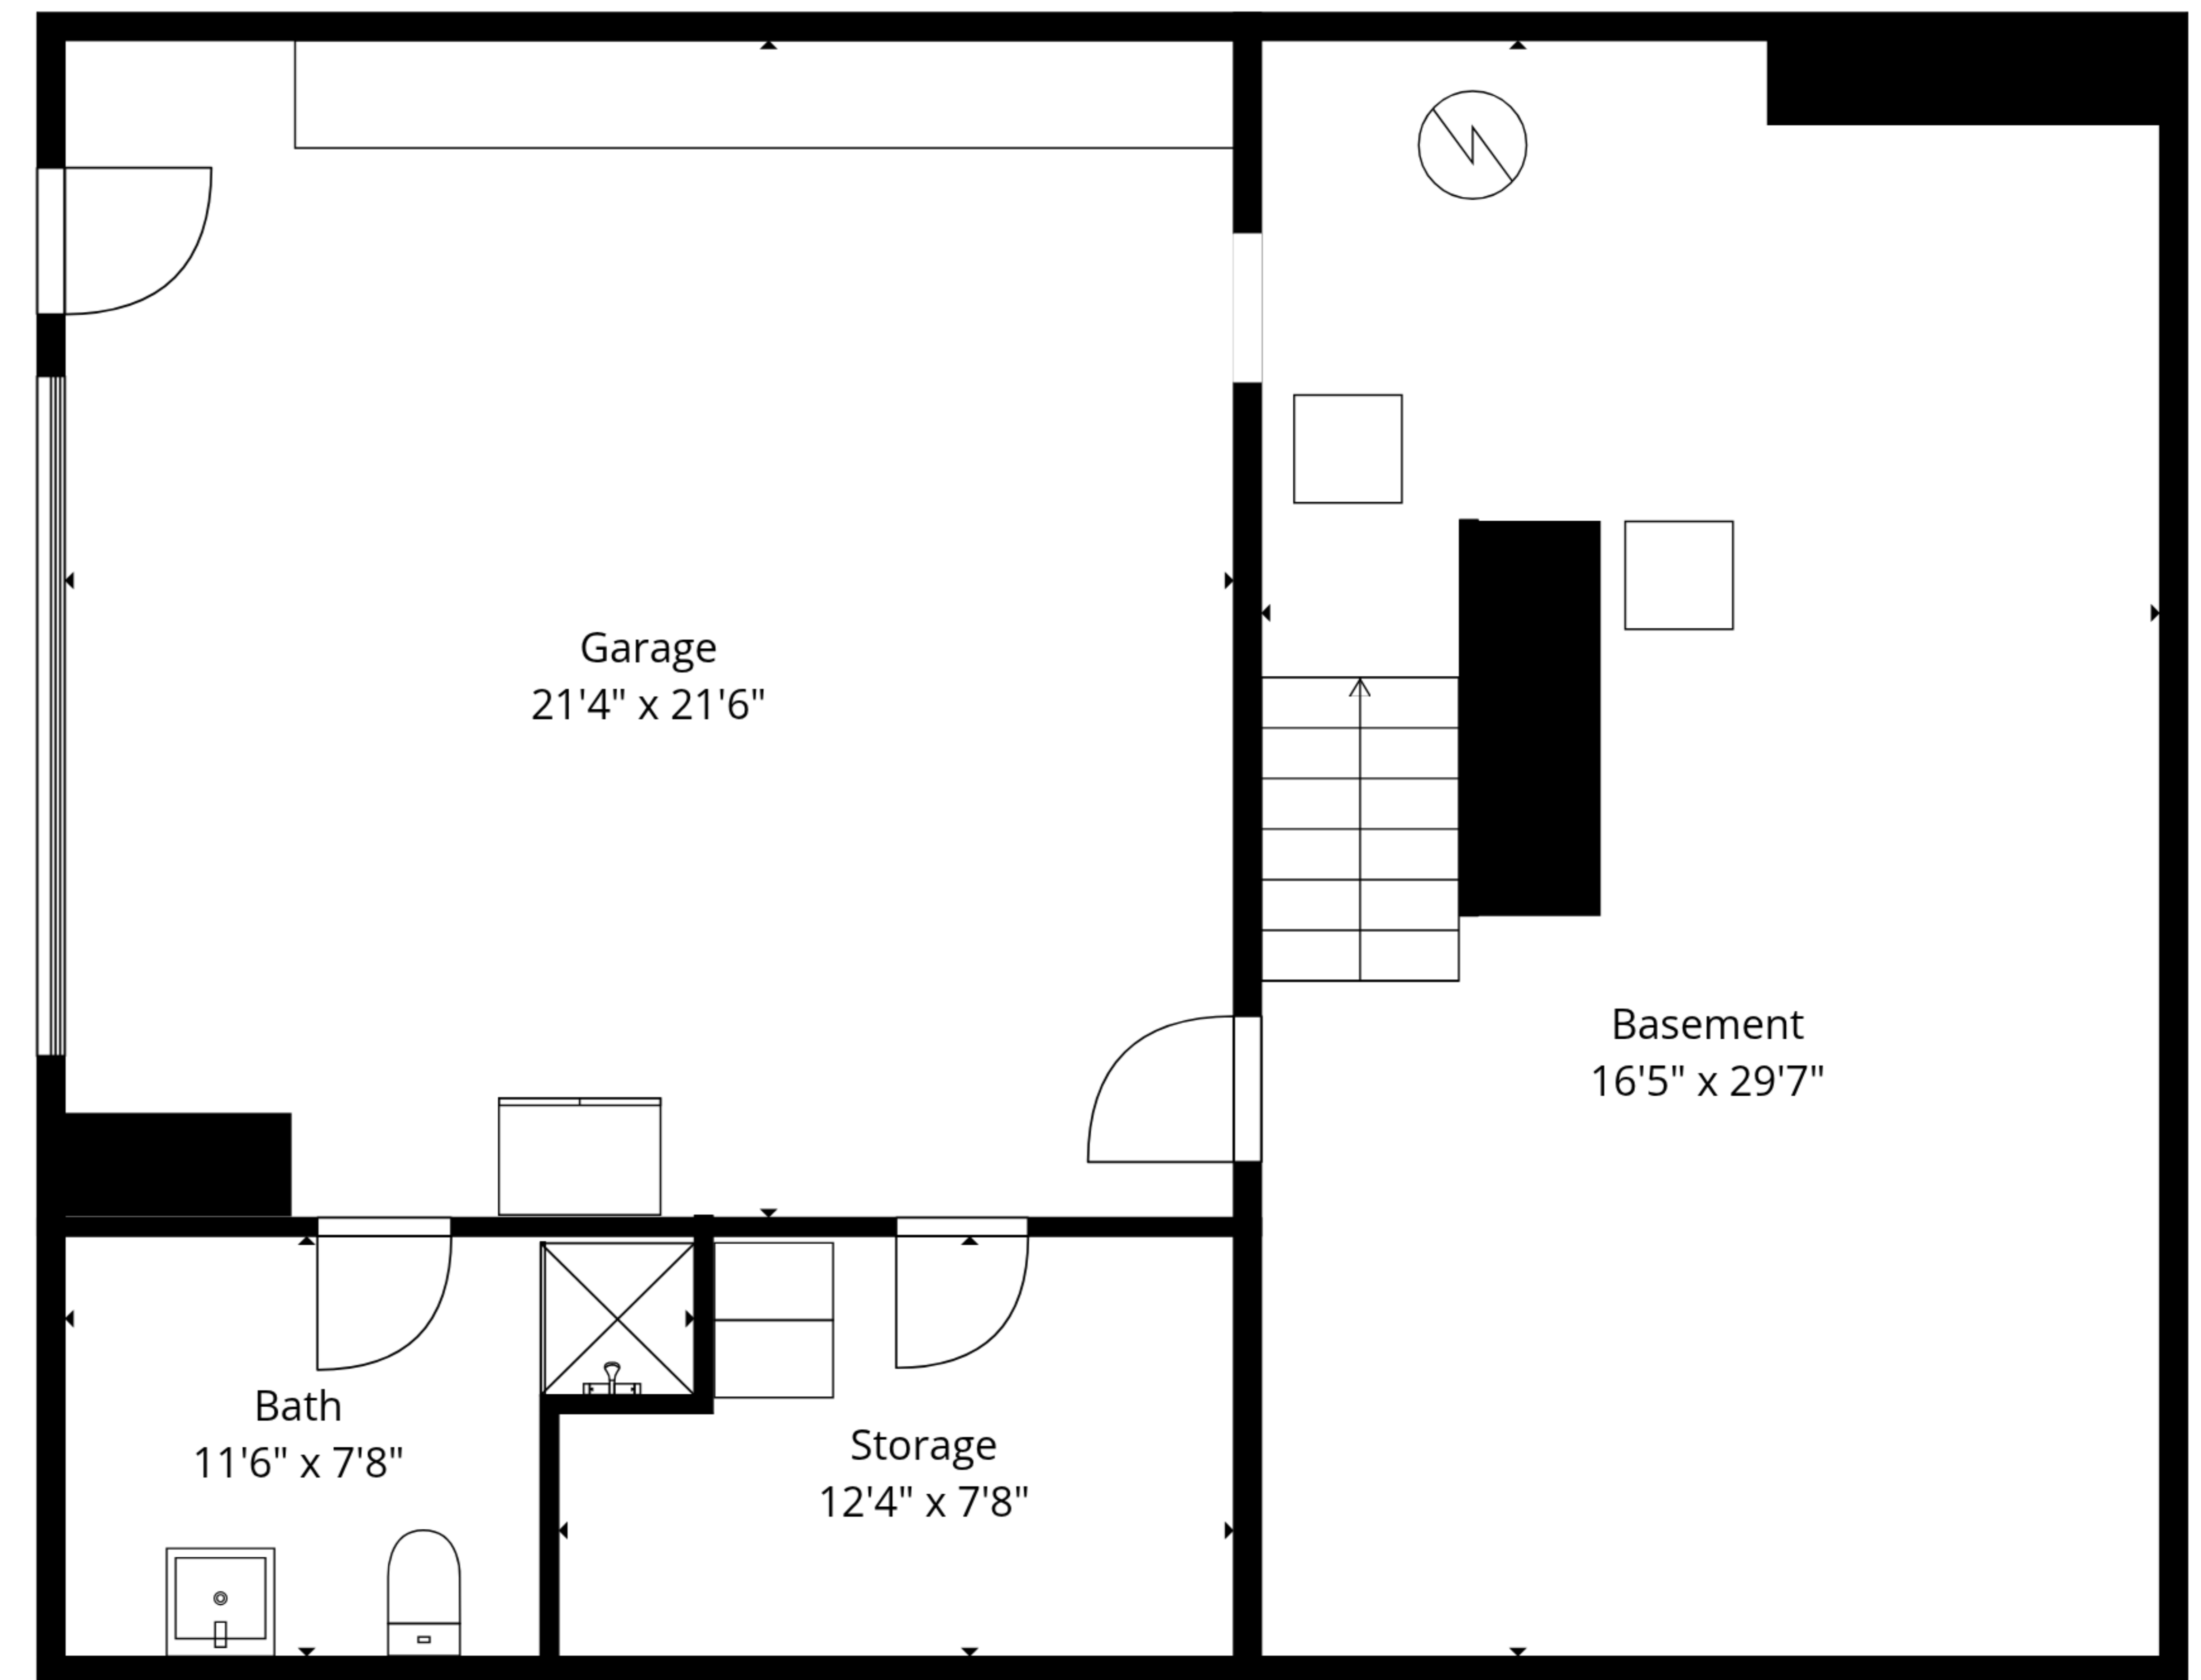 Garage
21'4" x 21'6"
Basement
16'5" x 29'7"
Bath
11'6" x 7'8"
Storage
12'4" x 7'8"